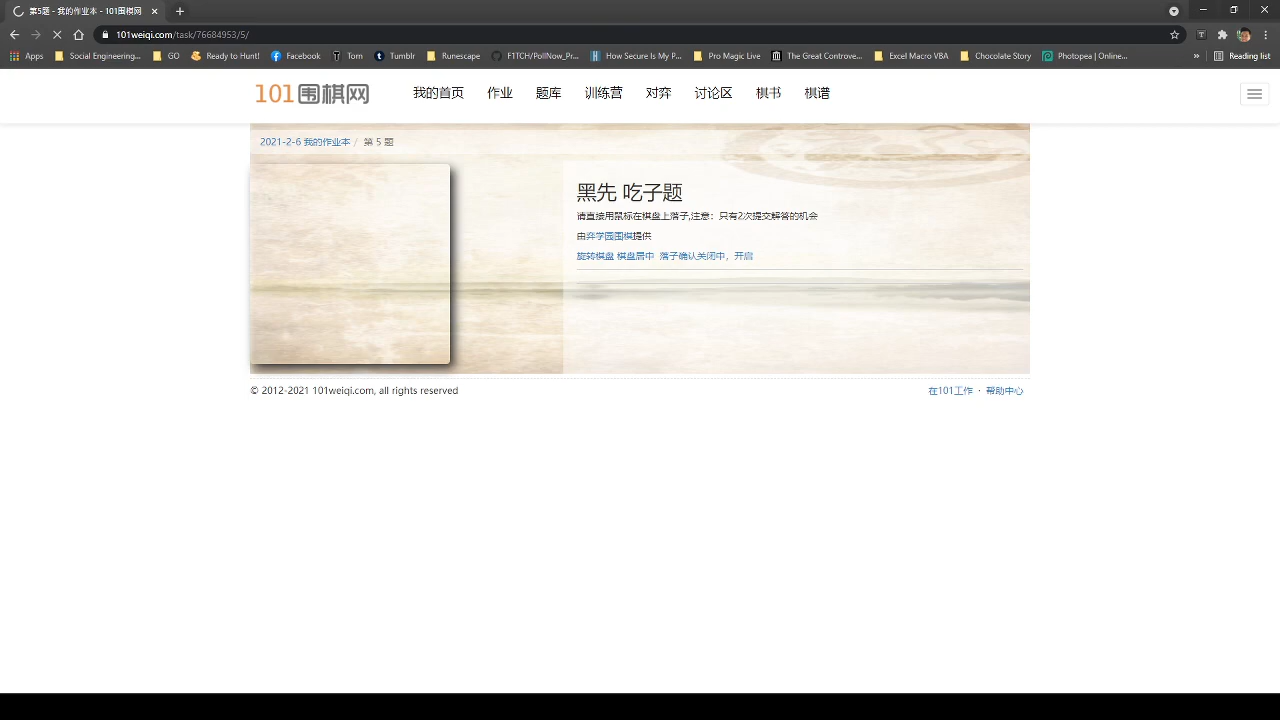 第5题 - 我的作业本 - 101围棋网
101weiqi.com/task/76684953/5/
Apps Social Engineering... GO Ready to Hunt! Facebook Torn Tumblr Runescape F1TCH/PollNow_Pr... How Secure Is My P... Pro Magic Live The Great Controve... Excel Macro VBA Chocolate Story Photopea | Online... » Reading list
101围棋网 我的首页 作业 题库 训练营 对弈 讨论区 棋书 棋谱
2021-2-6 我的作业本 / 第 5 题
黑先 吃子题
请直接用鼠标在棋盘上落子,注意：只有2次提交解答的机会
由弈学园围棋提供
旋转棋盘 棋盘居中 落子确认关闭中，开启
© 2012-2021 101weiqi.com, all rights reserved
在101工作 · 帮助中心